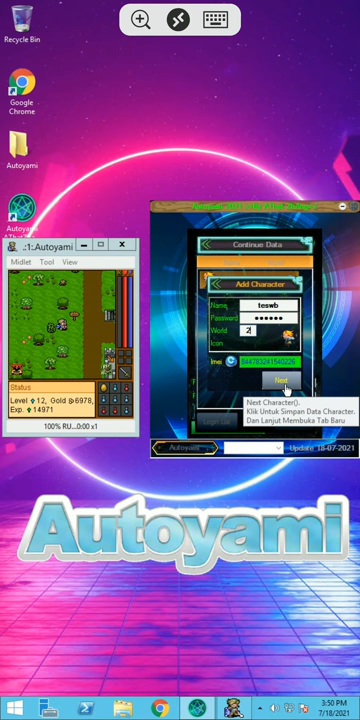 Recycle Bin
Google
Chrome
Autoyami
Autoyami
.:1:.Autoyami
Midlet Tool View
Status
Level 12, Gold 6978,
Exp. 14971
100% RU...0:00 x1
Continue Data
Add Character
Name teswb
Password ••••••
World 2
Icon
Imei
Next
Next Character().
Klik Untuk Simpan Data Character.
Dan Lanjut Membuka Tab Baru
Autoyami Update 18-07-2021
Autoyami
3:50 PM
7/18/2021